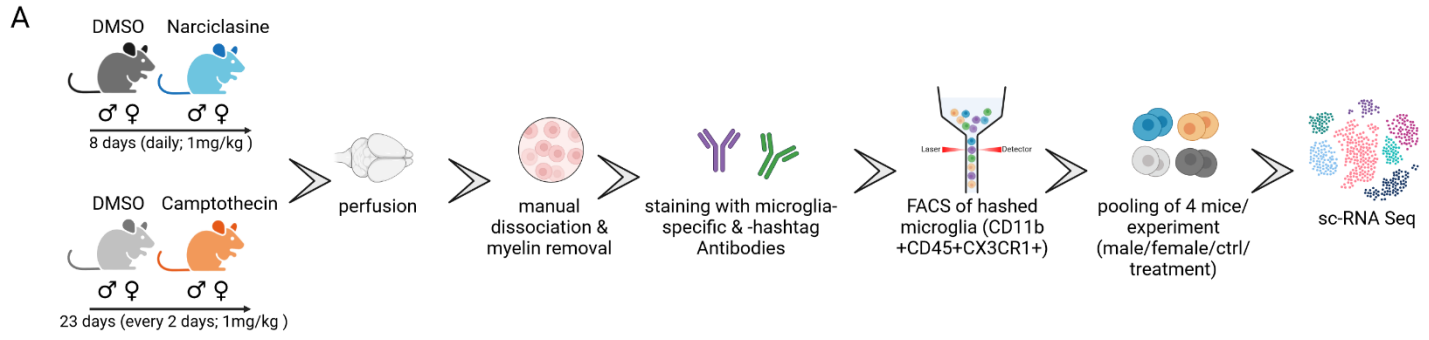 A
DMSO Narciclasine
♂ ♀ ♂ ♀
8 days (daily; 1mg/kg )
DMSO Camptothecin
♂ ♀ ♂ ♀
23 days (every 2 days; 1mg/kg )
perfusion
manual
dissociation &
myelin removal
staining with microglia-
specific & -hashtag
Antibodies
Laser Detector
FACS of hashed
microglia (CD11b
+CD45+CX3CR1+)
pooling of 4 mice/
experiment
(male/female/ctrl/
treatment)
sc-RNA Seq